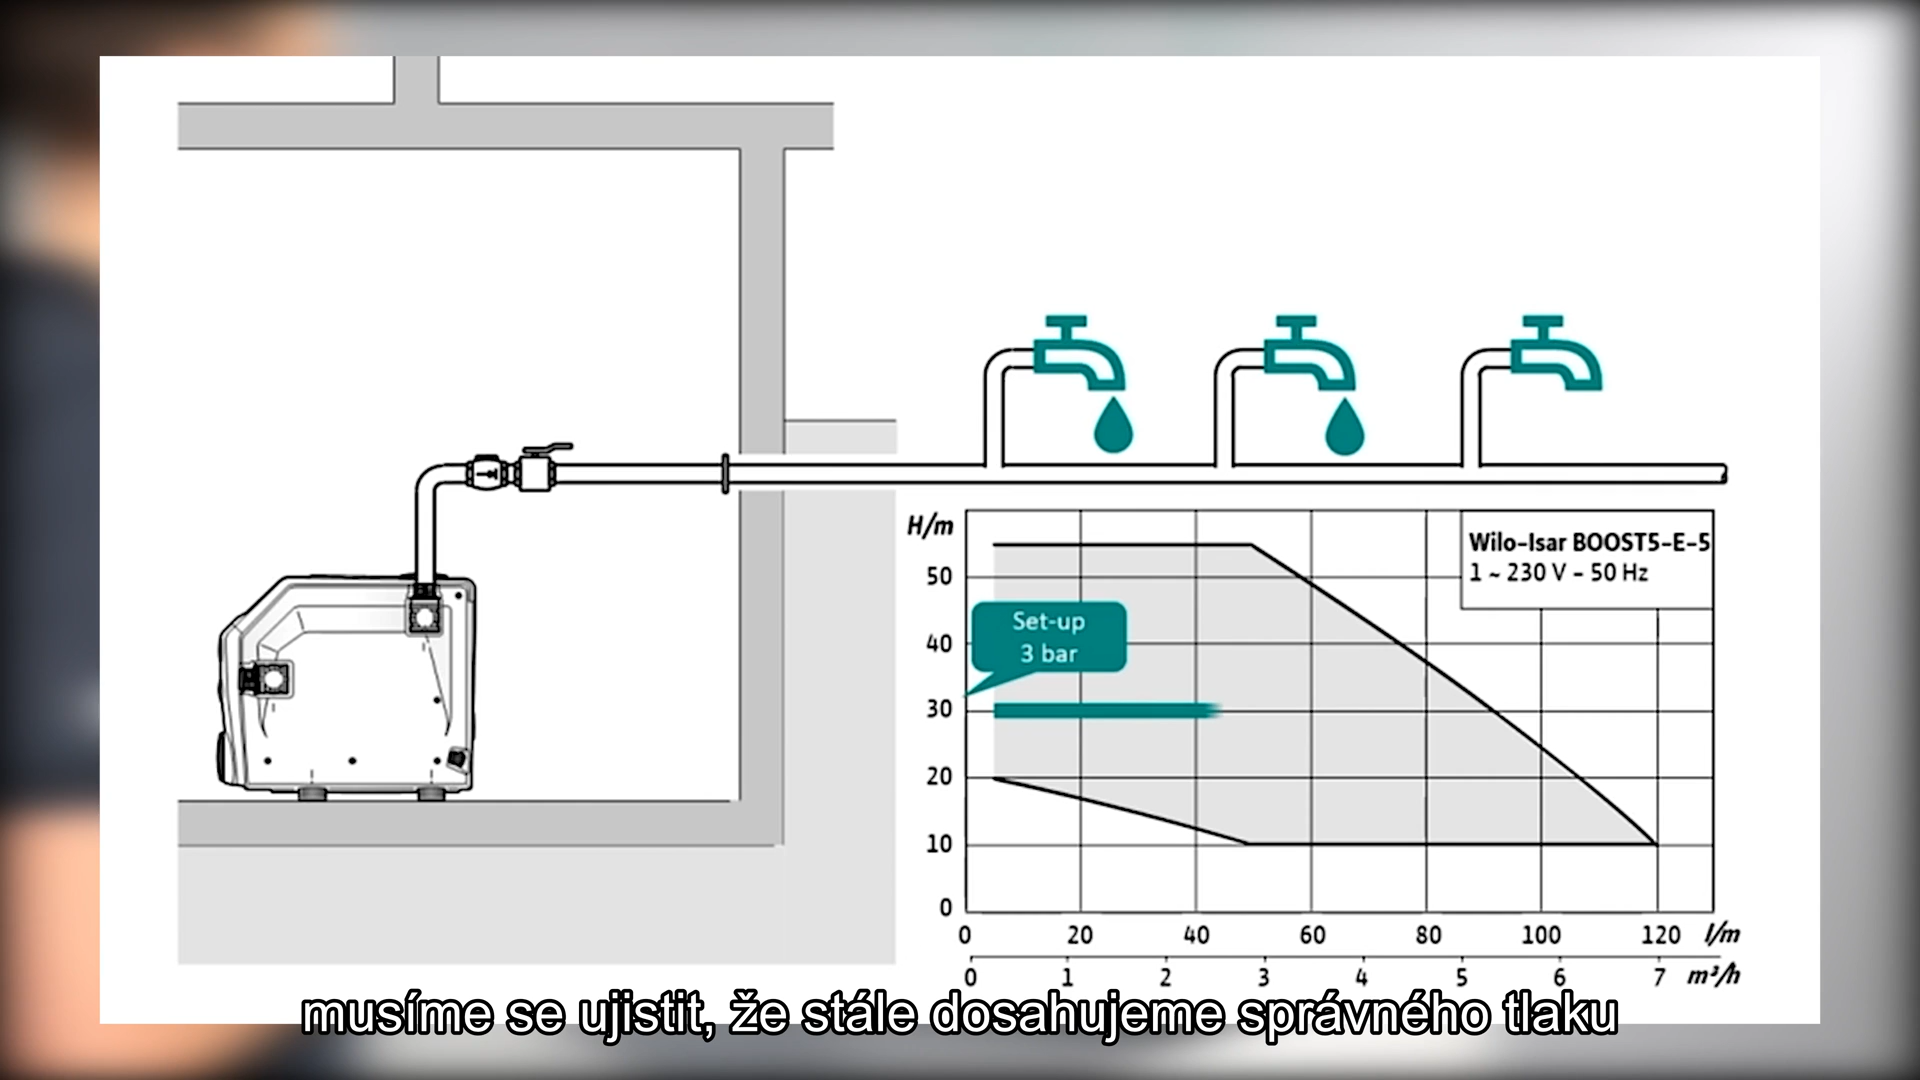 H/m
Wilo-Isar BOOST5-E-5
1 ~ 230 V - 50 Hz
50
Set-up
3 bar
40
30
20
10
0
0 20 40 60 80 100 120 l/m
0 1 2 3 4 5 6 7 m³/h
musíme se ujistit, že stále dosahujeme správného tlaku